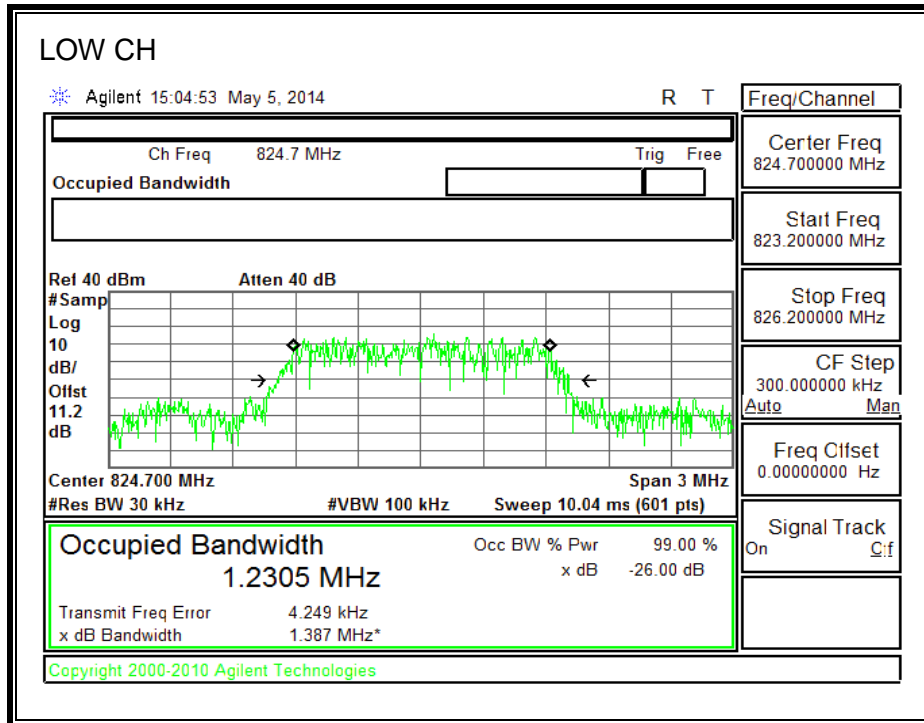 LOW CH
Agilent 15:04:53 May 5, 2014 R T
Freq/Channel
Ch Freq 824.7 MHz Trig Free
Occupied Bandwidth
Center Freq
824.700000 MHz
Start Freq
823.200000 MHz
Stop Freq
826.200000 MHz
CF Step
300.000000 kHz
Auto Man
Freq Offset
0.00000000 Hz
Signal Track
On Off
Ref 40 dBm Atten 40 dB
#Samp
Log
10
dB/
Offst
11.2
dB
Center 824.700 MHz Span 3 MHz
#Res BW 30 kHz #VBW 100 kHz Sweep 10.04 ms (601 pts)
Occupied Bandwidth
1.2305 MHz
Occ BW % Pwr 99.00 %
x dB -26.00 dB
Transmit Freq Error 4.249 kHz
x dB Bandwidth 1.387 MHz*
Copyright 2000-2010 Agilent Technologies